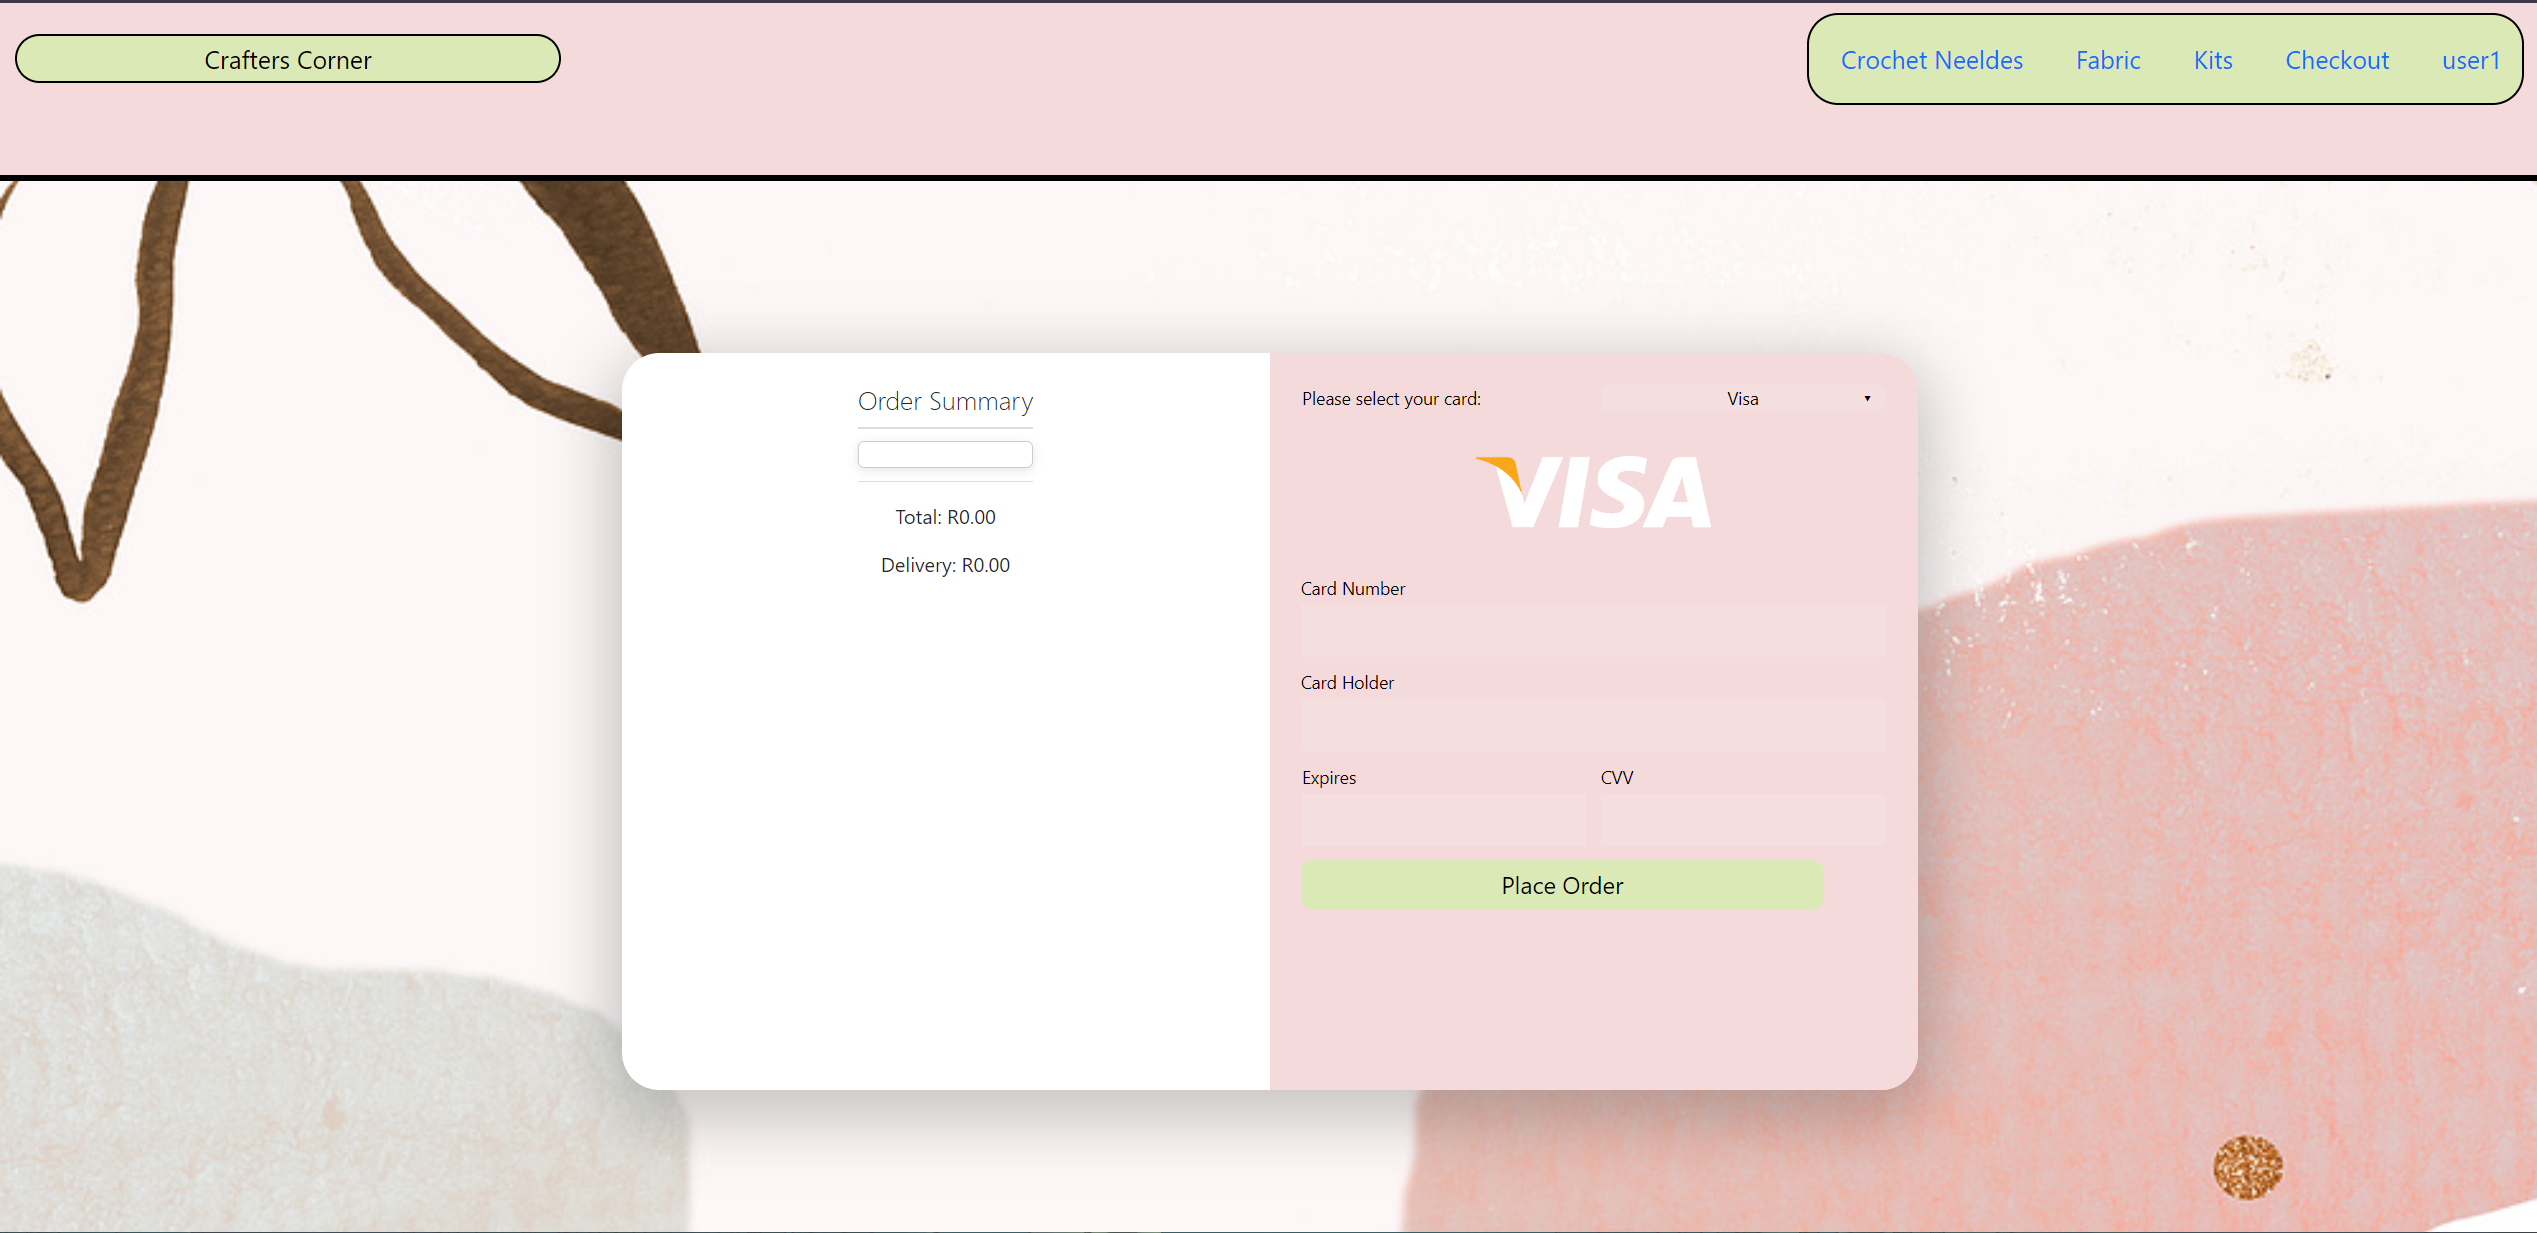 Crafters Corner
Crochet Neeldes Fabric Kits Checkout user1
Order Summary
Total: R0.00
Delivery: R0.00
Please select your card: Visa
VISA
Card Number
Card Holder
Expires CVV
Place Order